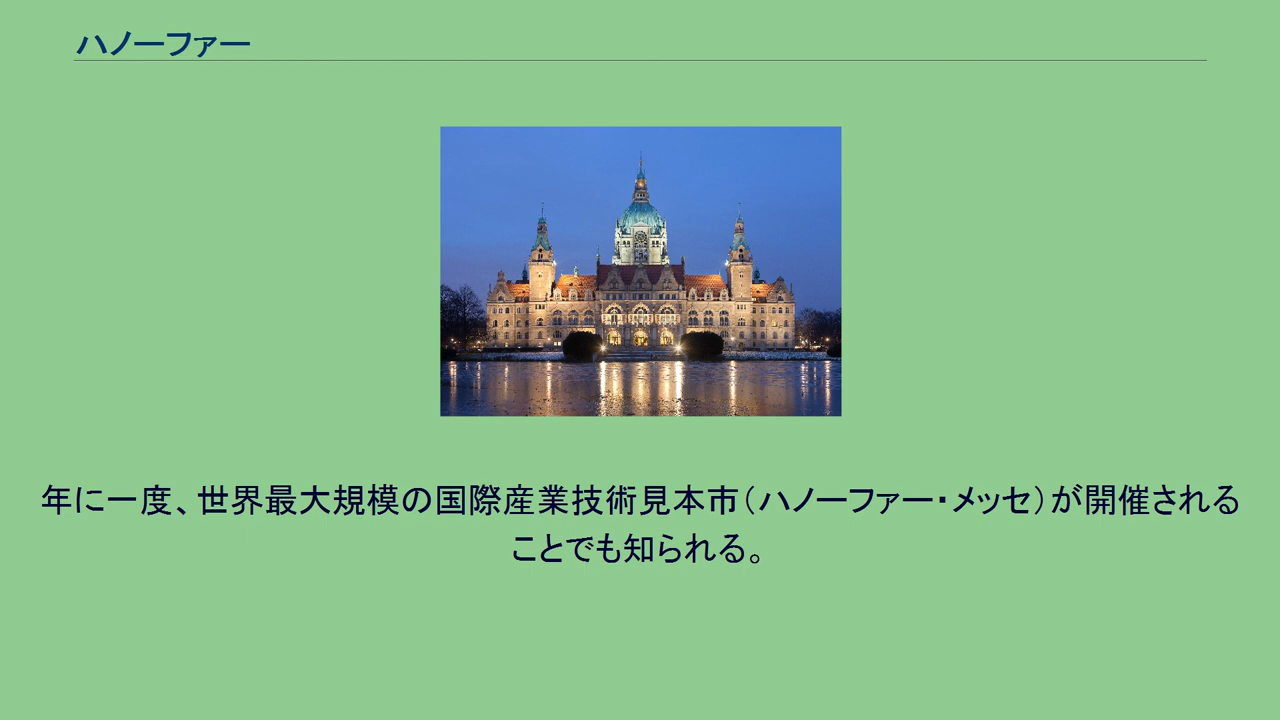 ハノーファー
年に一度、世界最大規模の国際産業技術見本市（ハノーファー・メッセ）が開催される
ことでも知られる。